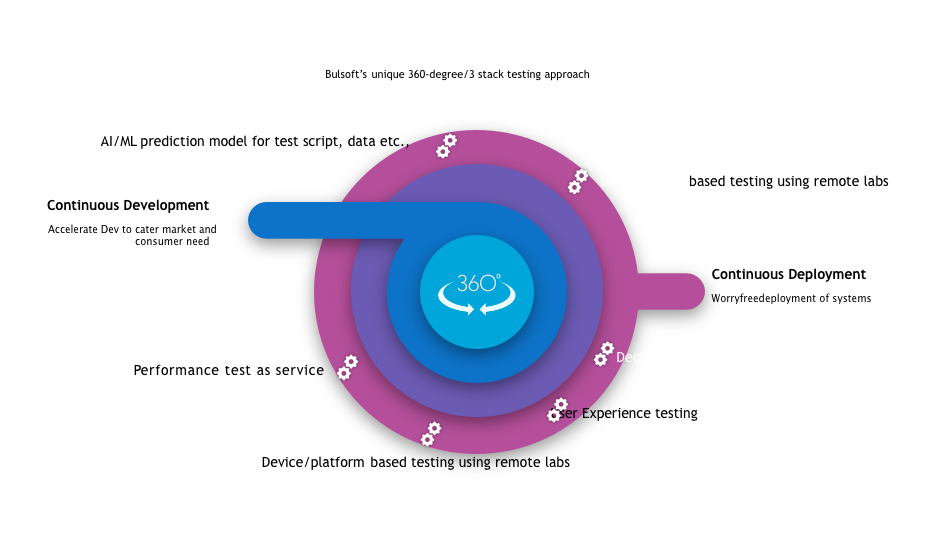 Bulsoft’s unique 360-degree/3 stack testing approach
AI/ML prediction model for test script, data etc.,
based testing using remote labs
Continuous Development
Accelerate Dev to cater market and
consumer need
Continuous Deployment
Worryfreedeployment of systems
360°
Performance test as service
User Experience testing
Device/platform based testing using remote labs